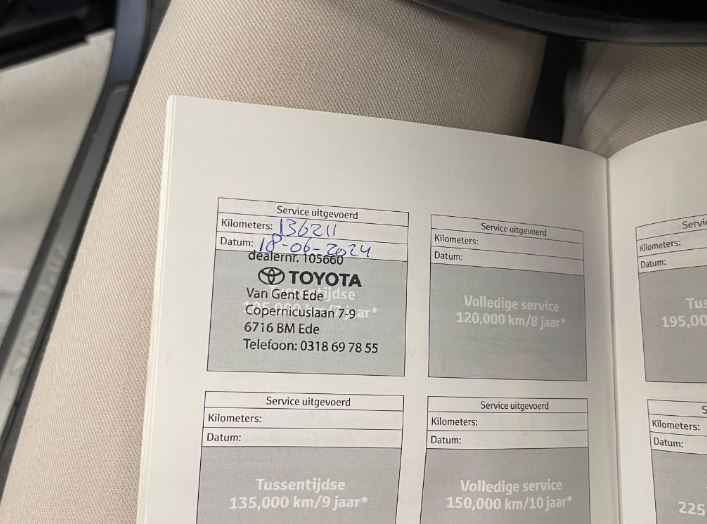 Service uitgevoerd
Kilometers: 136211
Datum: 18-06-2024
dealernr. 105660
TOYOTA
Van Gent Ede
Copernicuslaan 7-9
6716 BM Ede
Telefoon: 0318 69 78 55
Service uitgevoerd
Kilometers:
Datum:
Volledige service
120,000 km/8 jaar*
Kilometers:
Datum:
195,00
Service uitgevoerd
Kilometers:
Datum:
Tussentijdse
135,000 km/9 jaar*
Service uitgevoerd
Kilometers:
Datum:
Volledige service
150,000 km/10 jaar*
Kilometers:
Datum:
225